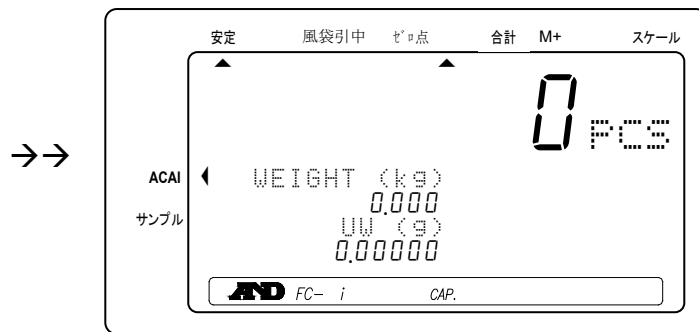 安定 風袋引中 ゼロ点 合計 M+ スケール
0 PCS
→→
ACAI WEIGHT (kg)
0.000
サンプル
UW (g)
0.00000
AND FC- i CAP.